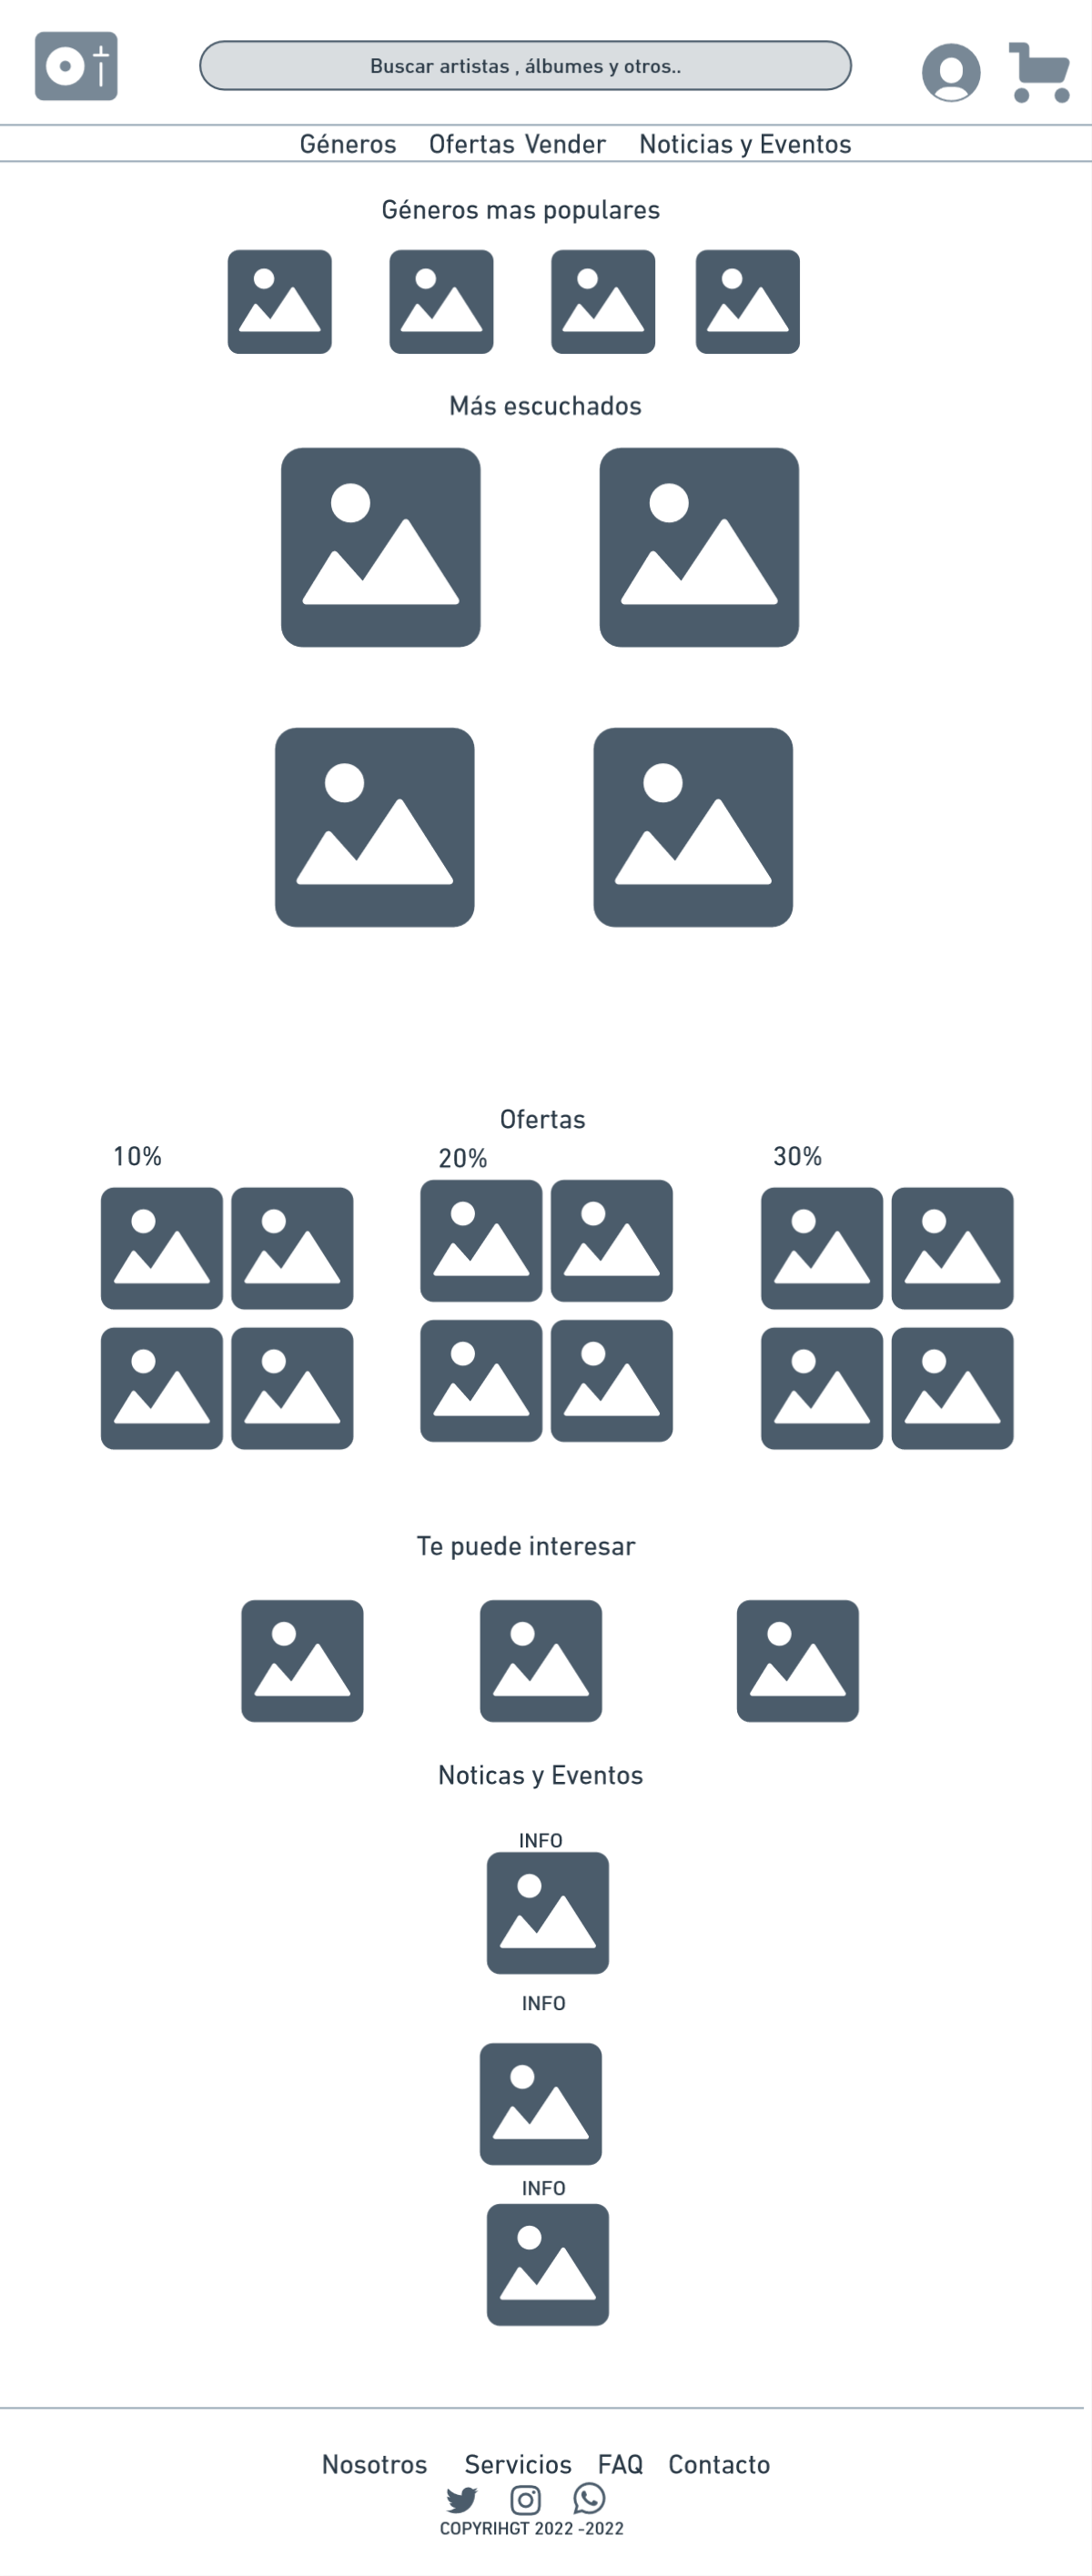 Buscar artistas , álbumes y otros..
Géneros Ofertas Vender Noticias y Eventos
Géneros mas populares
Más escuchados
Ofertas
10% 20% 30%
Te puede interesar
Noticas y Eventos
INFO
INFO
INFO
Nosotros Servicios FAQ Contacto
COPYRIHGT 2022 -2022